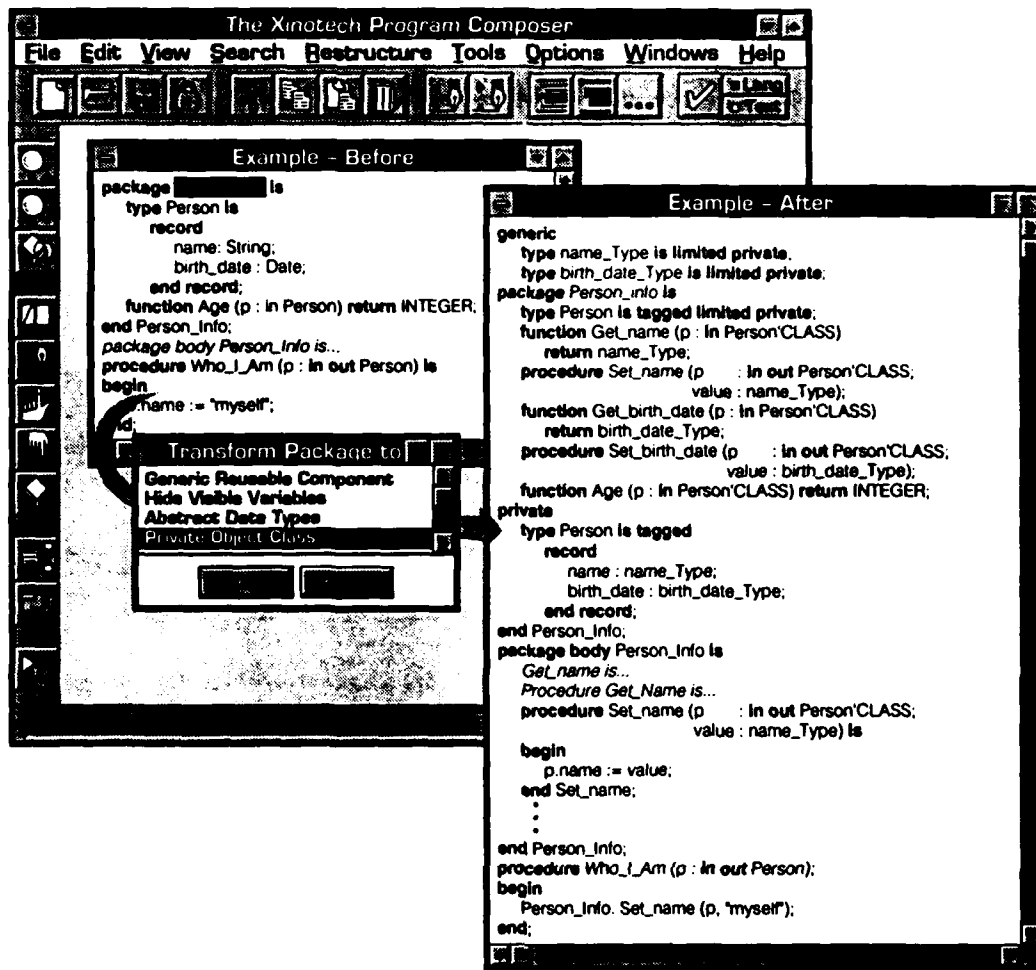 The Xinotech Program Composer
File Edit View Search Restructure Tools Options Windows Help
Example - Before
package is
type Person is
record
name: String;
birth_date : Date;
end record;
function Age (p : in Person) return INTEGER;
end Person_Info;
package body Person_Info is...
procedure Who_I_Am (p : in out Person) is
begin
.name := "myself";
Transform Package to
Generic Reusable Component
Hide Visible Variables
Abstract Data Types
Private Object Class
Example - After
generic
type name_Type is limited private.
type birth_date_Type is limited private;
package Person_info is
type Person is tagged limited private;
function Get_name (p : in Person'CLASS)
return name_Type;
procedure Set_name (p : in out Person'CLASS;
value : name_Type);
function Get_birth_date (p : in Person'CLASS)
return birth_date_Type;
procedure Set_birth_date (p : in out Person'CLASS;
value : birth_date_Type);
function Age (p : in Person'CLASS) return INTEGER;
private
type Person is tagged
record
name : name_Type;
birth_date : birth_date_Type;
end record;
end Person_Info;
package body Person_Info is
Get_name is...
Procedure Get_Name is...
procedure Set_name (p : in out Person'CLASS;
value : name_Type) is
begin
p.name := value;
end Set_name;
end Person_Info;
procedure Who_I_Am (p : in out Person);
begin
Person_Info. Set_name (p, "myself");
end;